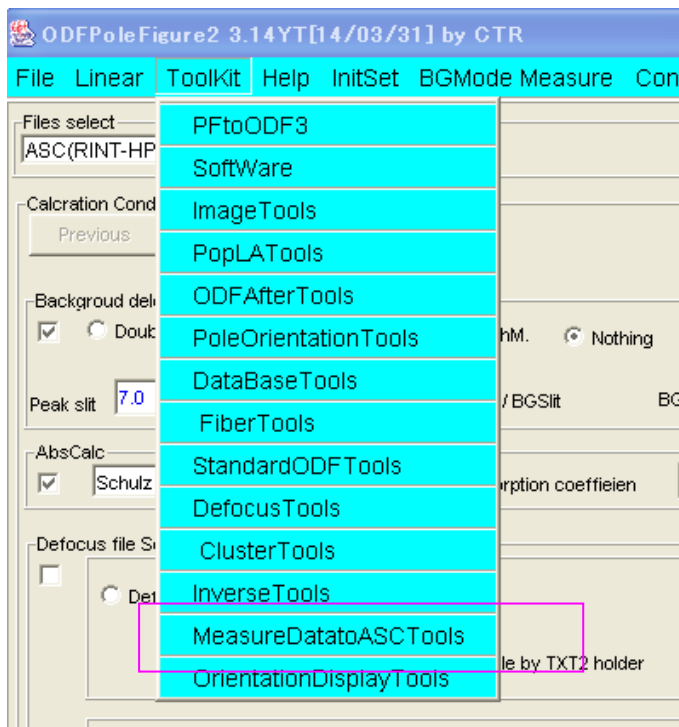 ODFPoleFigure2 3.14YT[14/03/31] by CTR
File Linear ToolKit Help InitSet BGMode Measure Con
Files select
ASC(RINT-HP
PFtoODF3
SoftWare
Calcration Cond
ImageTools
Previous
PopLATools
Backgroud dele
ODFAfterTools
Doub
PoleOrientationTools
hM.
Nothing
DataBaseTools
Peak slit 7.0
/ BGSlit
BG
FiberTools
AbsCalc
StandardODFTools
Schulz
rption coeffieien
DefocusTools
Defocus file S
ClusterTools
Def
InverseTools
MeasureDatatoASCTools
le by TXT2 holder
OrientationDisplayTools